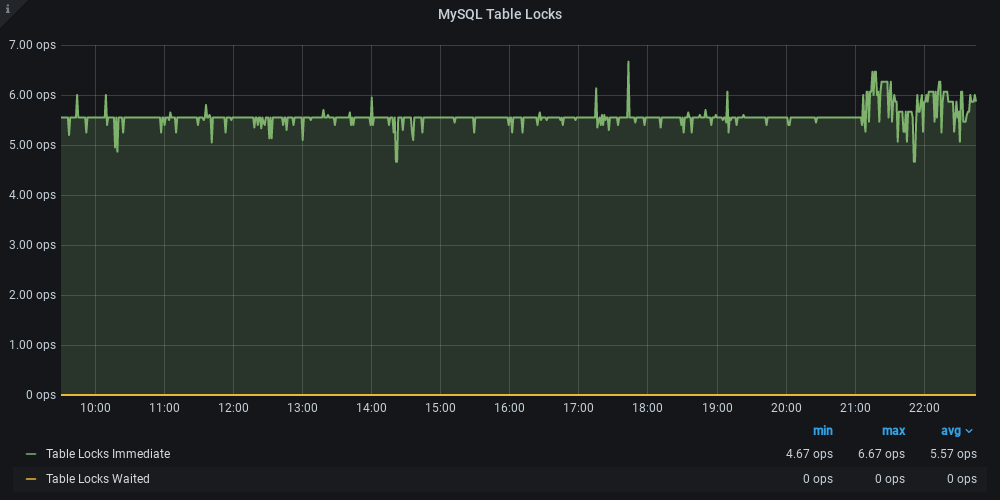 i
MySQL Table Locks
7.00 ops
6.00 ops
5.00 ops
4.00 ops
3.00 ops
2.00 ops
1.00 ops
0 ops
10:00 11:00 12:00 13:00 14:00 15:00 16:00 17:00 18:00 19:00 20:00 21:00 22:00
min max avg
Table Locks Immediate 4.67 ops 6.67 ops 5.57 ops
Table Locks Waited 0 ops 0 ops 0 ops